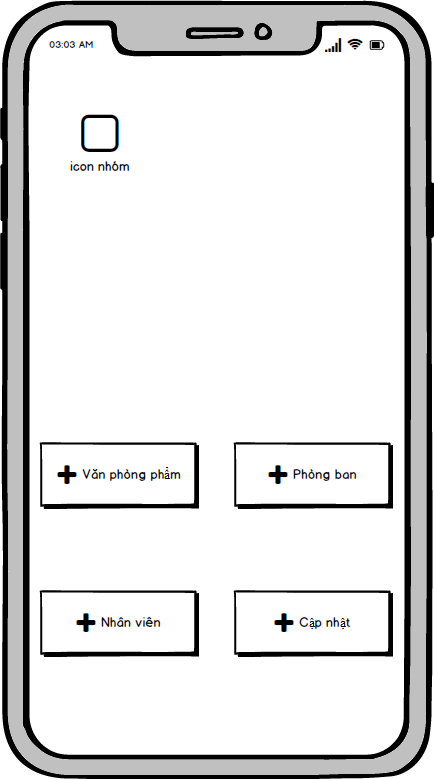 03:03 AM
icon nhóm
Văn phòng phẩm
Phòng ban
Nhân viên
Cập nhật